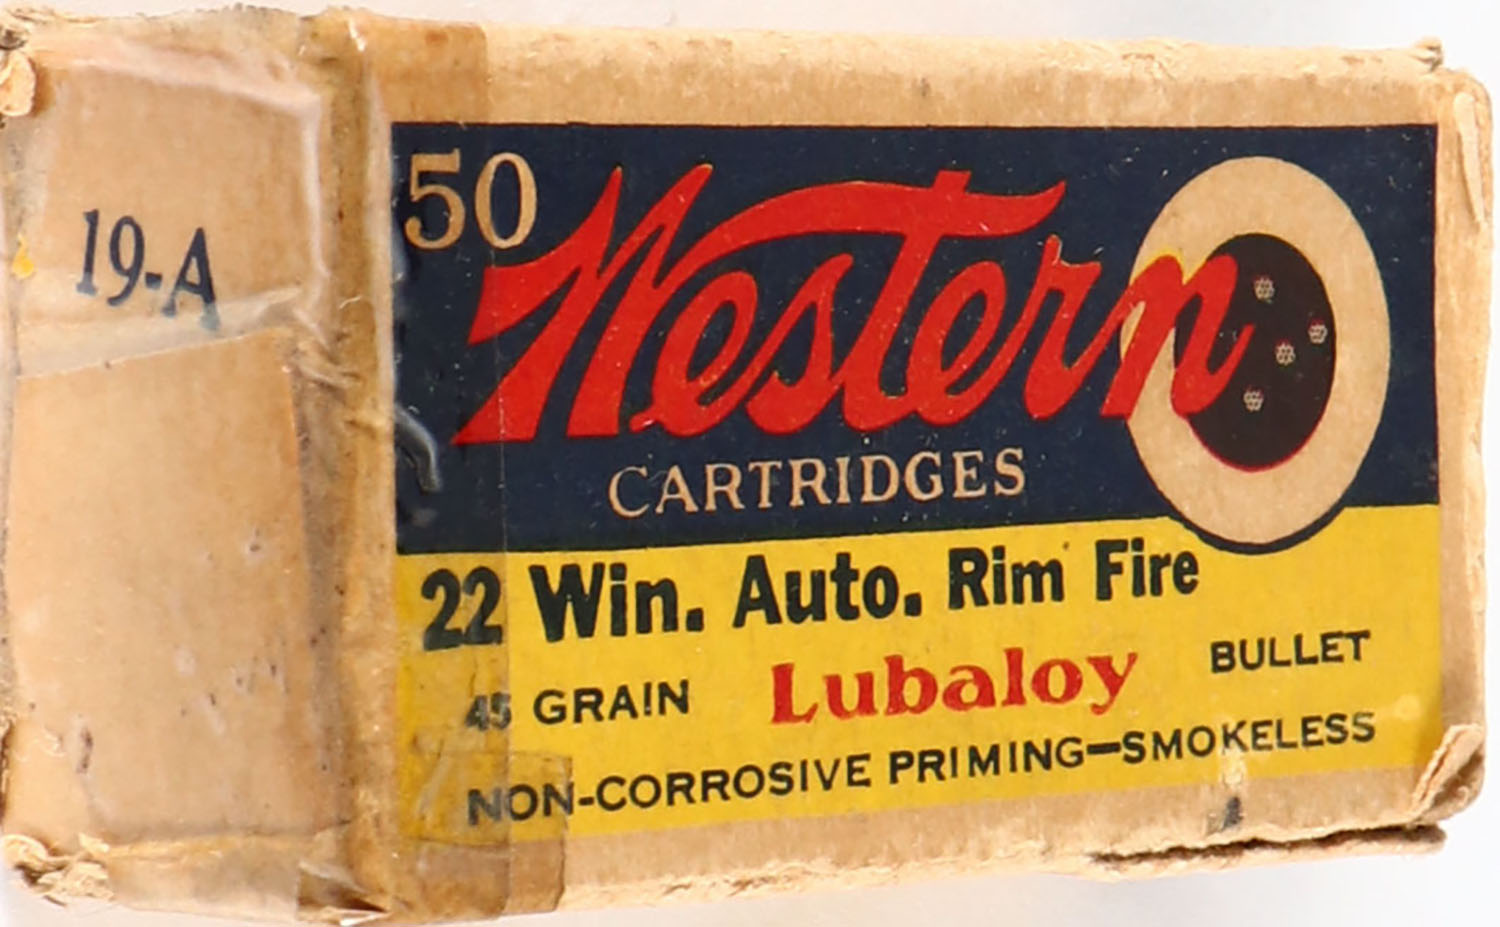 19-A
50
Western
CARTRIDGES
22 Win. Auto. Rim Fire
45 GRAIN Lubaloy BULLET
NON-CORROSIVE PRIMING—SMOKELESS